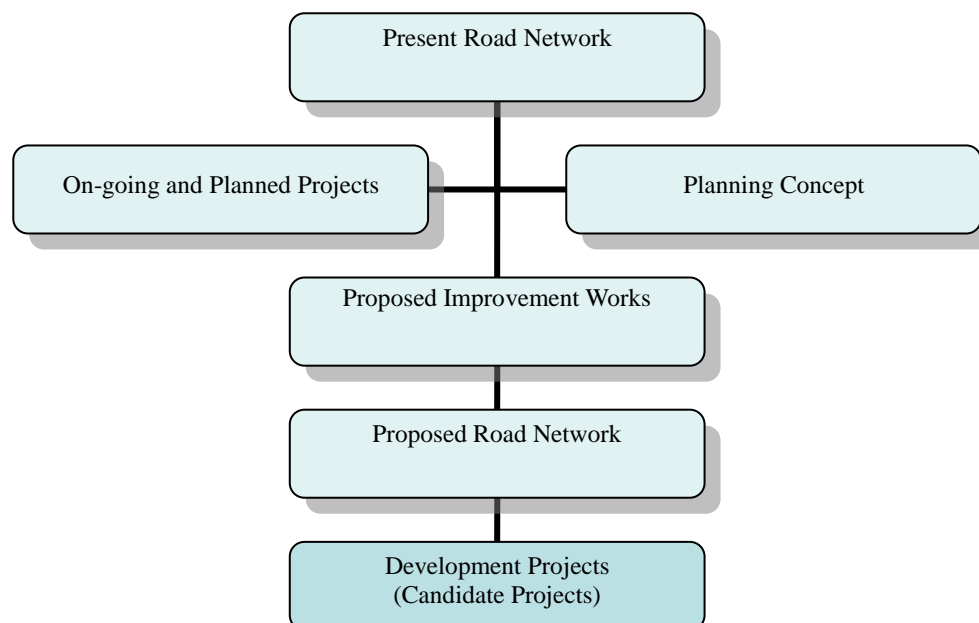 Present Road Network
On-going and Planned Projects
Planning Concept
Proposed Improvement Works
Proposed Road Network
Development Projects
(Candidate Projects)